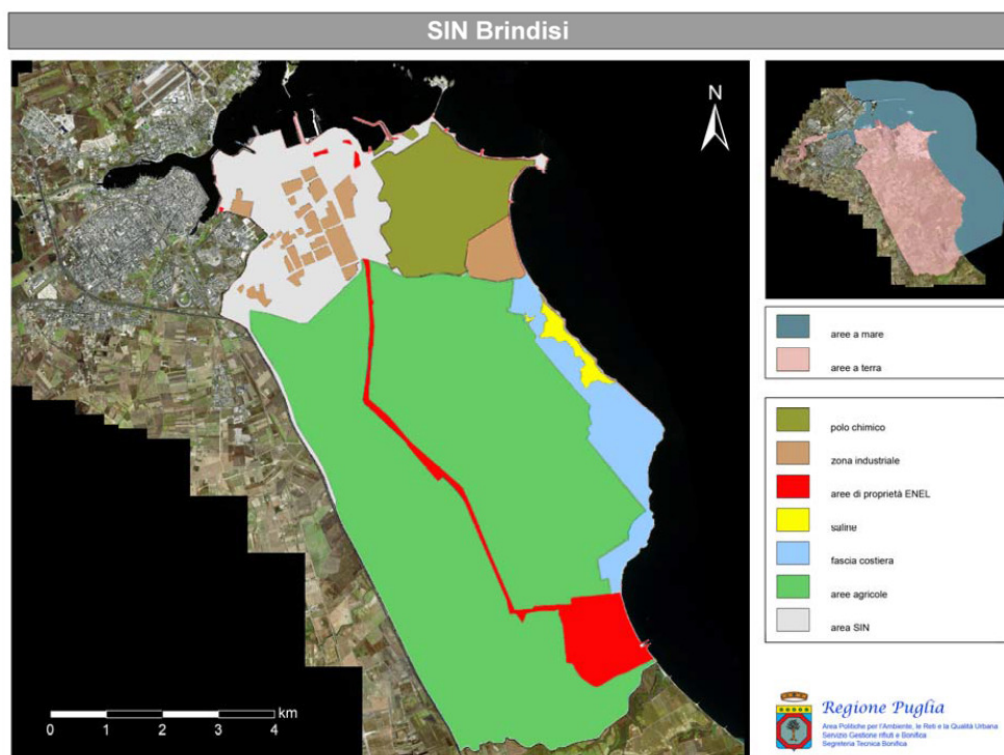 SIN Brindisi
N
aree a mare
aree a terra
polo chimico
zona industriale
aree di proprietà ENEL
saline
fascia costiera
aree agricole
area SIN
0 1 2 3 4 km
Regione Puglia
Area Politiche per l'Ambiente, le Reti e la Qualità Urbana
Servizio Gestione rifiuti e Bonifica
Segreteria Tecnica Bonifica